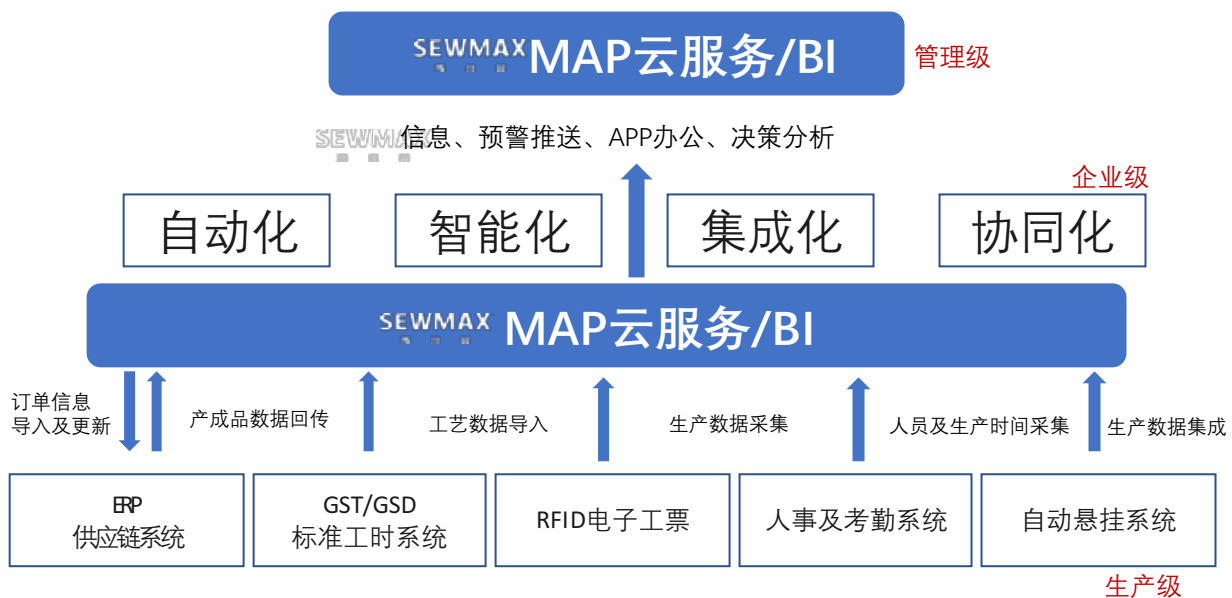 SEWMAX MAP云服务/BI
管理级
SEWMAX 信息、预警推送、APP办公、决策分析
企业级
自动化
智能化
集成化
协同化
SEWMAX MAP云服务/BI
订单信息
导入及更新
产成品数据回传
工艺数据导入
生产数据采集
人员及生产时间采集
生产数据集成
ERP
供应链系统
GST/GSD
标准工时系统
RFID电子工票
人事及考勤系统
自动悬挂系统
生产级